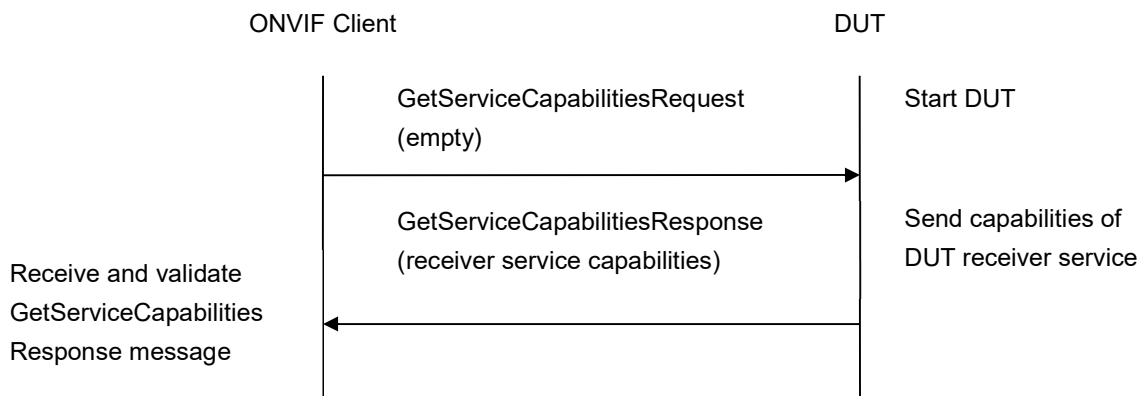 ONVIF Client
DUT
GetServiceCapabilitiesRequest
(empty)
Start DUT
GetServiceCapabilitiesResponse
(receiver service capabilities)
Send capabilities of
DUT receiver service
Receive and validate
GetServiceCapabilities
Response message